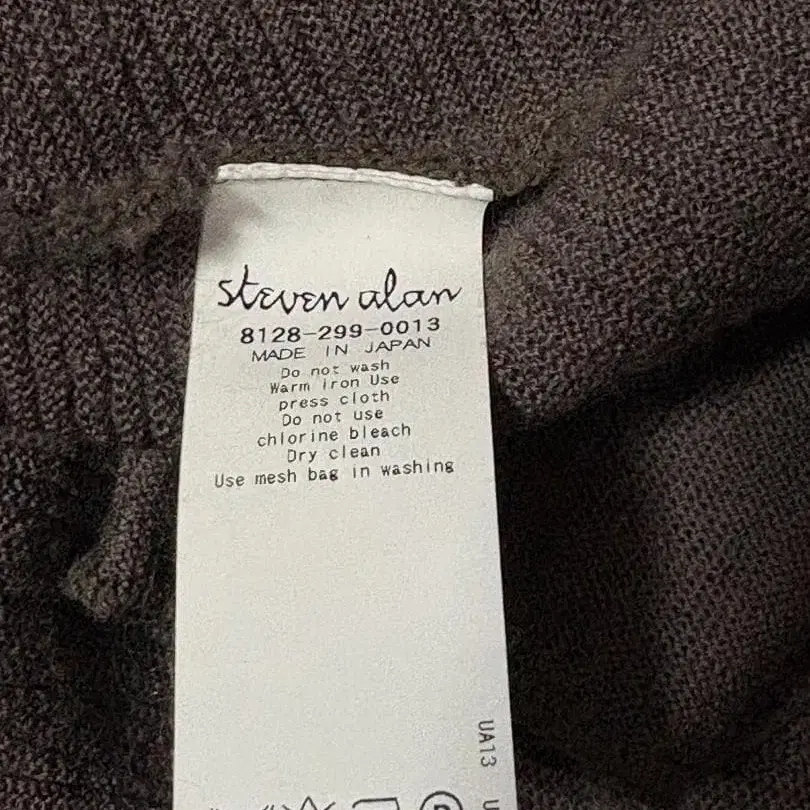 steven alan
8128-299-0013
MADE IN JAPAN
Do not wash
Warm iron Use
press cloth
Do not use
chlorine bleach
Dry clean
Use mesh bag in washing
UA13